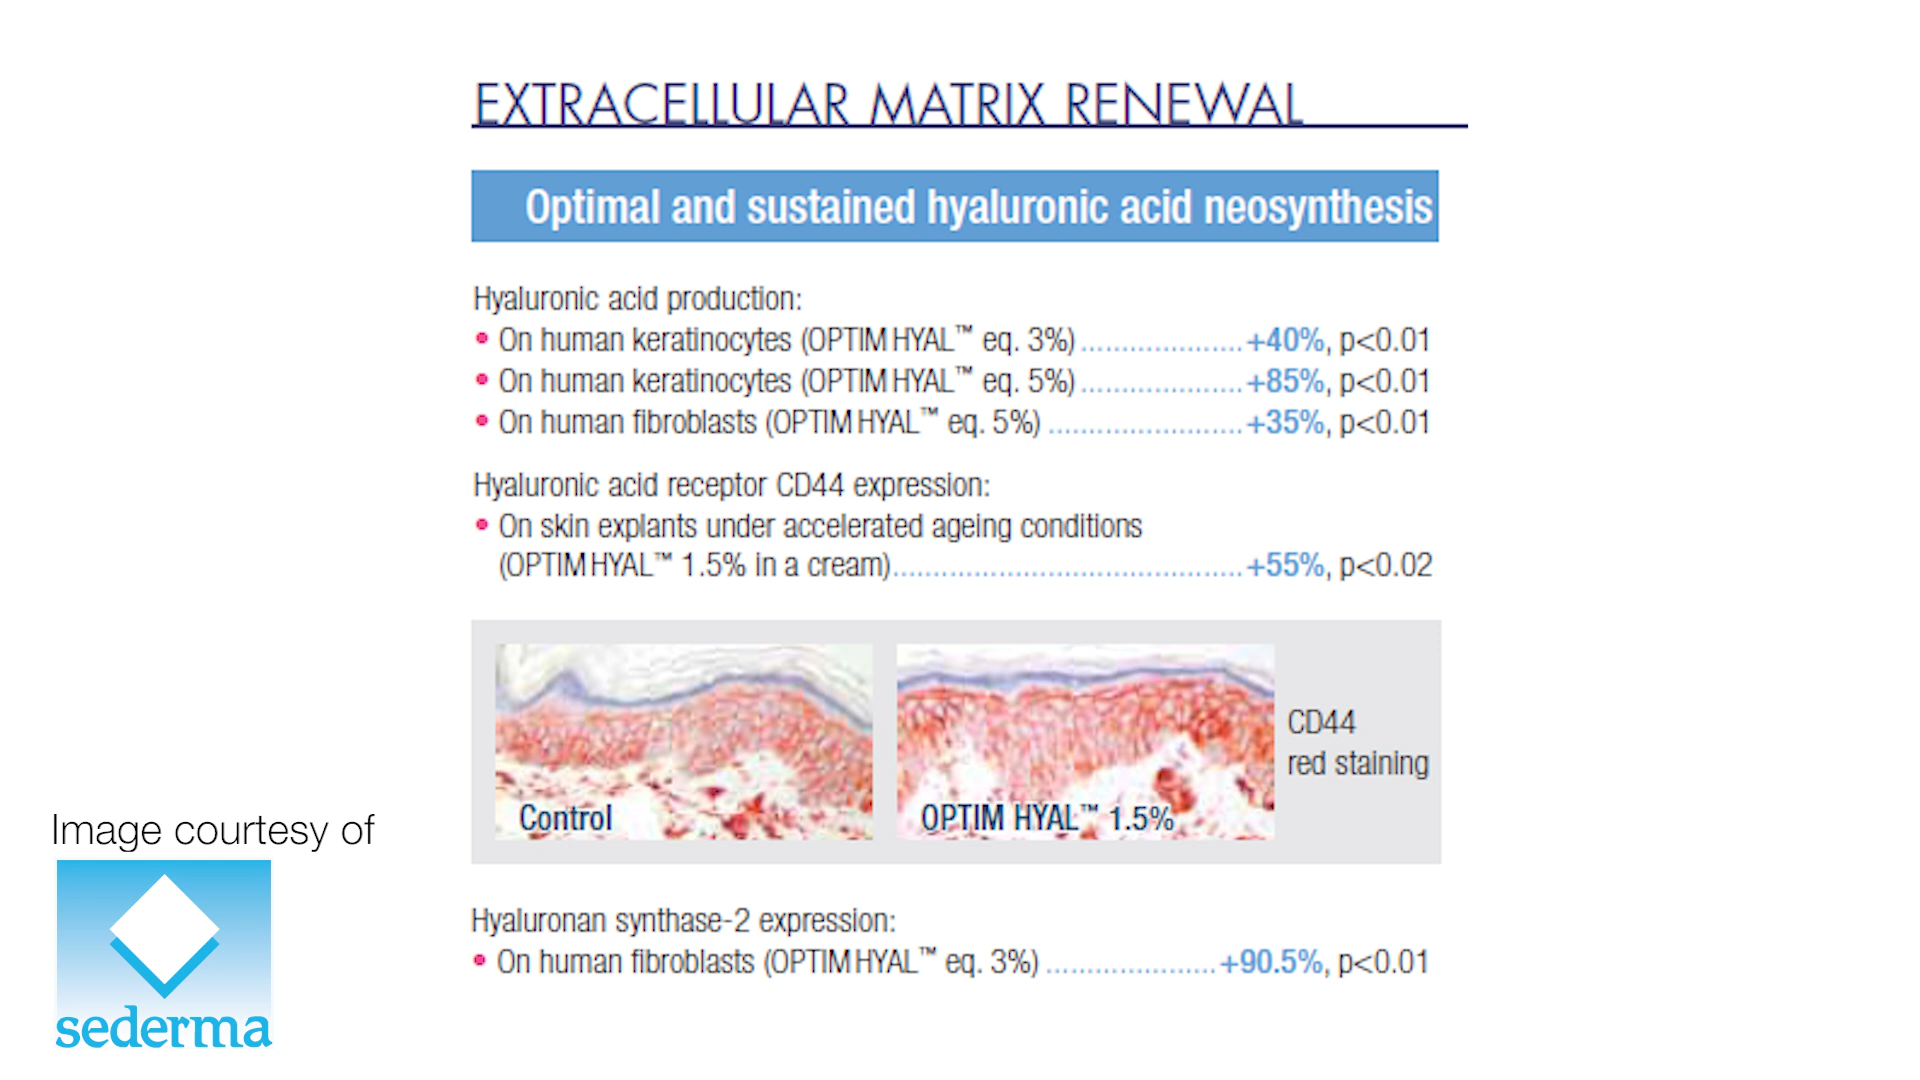 EXTRACELLULAR MATRIX RENEWAL
Optimal and sustained hyaluronic acid neosynthesis
Hyaluronic acid production:
• On human keratinocytes (OPTIM HYAL™ eq. 3%) .................... +40%, p<0.01
• On human keratinocytes (OPTIM HYAL™ eq. 5%) .................... +85%, p<0.01
• On human fibroblasts (OPTIM HYAL™ eq. 5%) ........................ +35%, p<0.01
Hyaluronic acid receptor CD44 expression:
• On skin explants under accelerated ageing conditions
(OPTIM HYAL™ 1.5% in a cream)........................................... +55%, p<0.02
CD44
red staining
Control
OPTIM HYAL™ 1.5%
Hyaluronan synthase-2 expression:
• On human fibroblasts (OPTIM HYAL™ eq. 3%) ..................... +90.5%, p<0.01
Image courtesy of
sederma